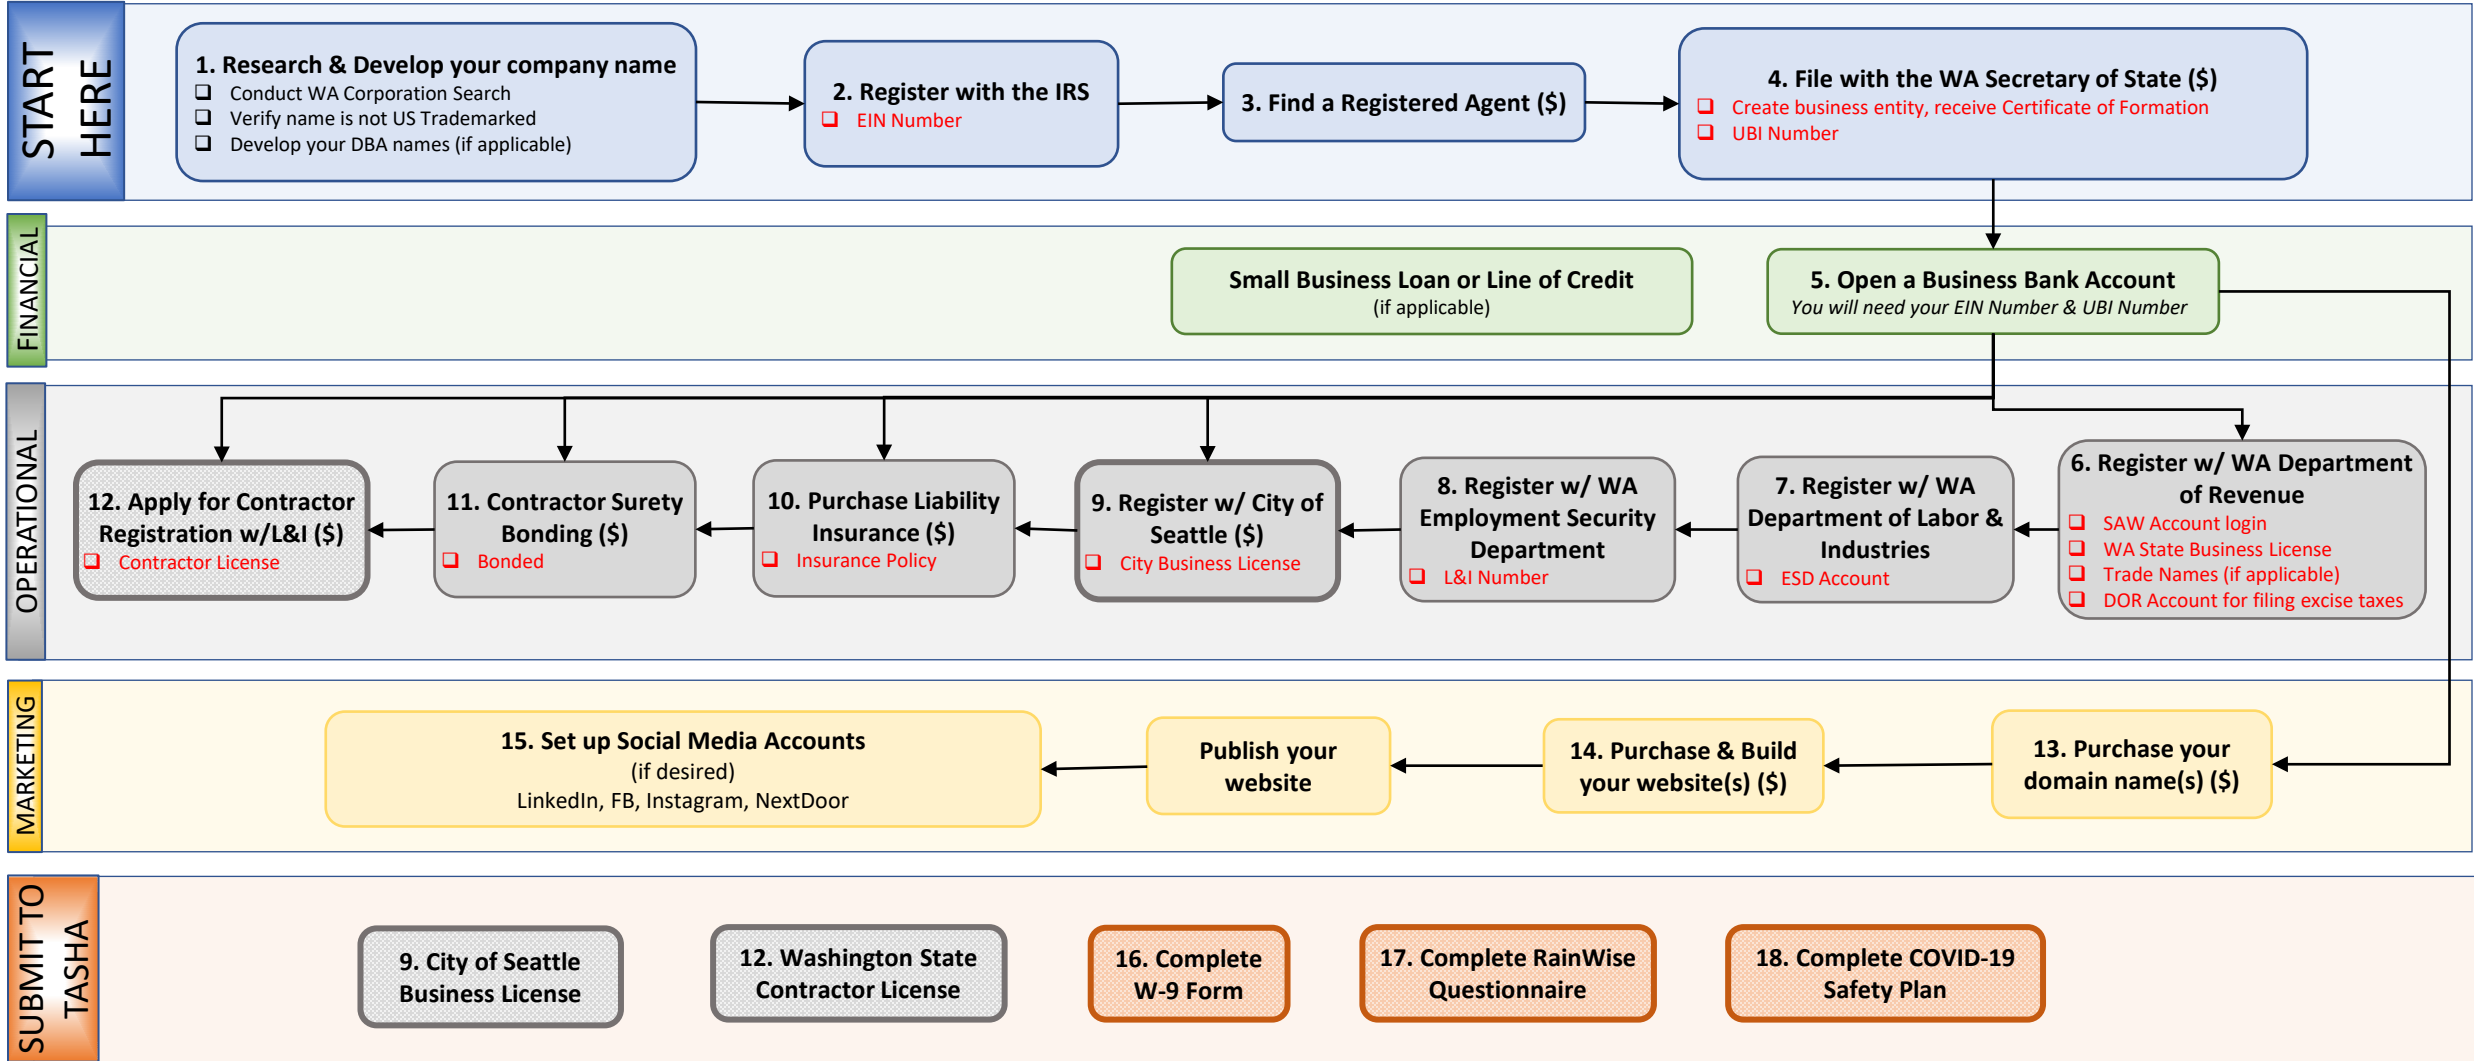 START
HERE
1. Research & Develop your company name
❑ Conduct WA Corporation Search
❑ Verify name is not US Trademarked
❑ Develop your DBA names (if applicable)
2. Register with the IRS
❑ EIN Number
3. Find a Registered Agent ($)
4. File with the WA Secretary of State ($)
❑ Create business entity, receive Certificate of Formation
❑ UBI Number
FINANCIAL
Small Business Loan or Line of Credit
(if applicable)
5. Open a Business Bank Account
You will need your EIN Number & UBI Number
OPERATIONAL
12. Apply for Contractor
Registration w/L&I ($)
❑ Contractor License
11. Contractor Surety
Bonding ($)
❑ Bonded
10. Purchase Liability
Insurance ($)
❑ Insurance Policy
9. Register w/ City of
Seattle ($)
❑ City Business License
8. Register w/ WA
Employment Security
Department
❑ L&I Number
7. Register w/ WA
Department of Labor &
Industries
❑ ESD Account
6. Register w/ WA Department
of Revenue
❑ SAW Account login
❑ WA State Business License
❑ Trade Names (if applicable)
❑ DOR Account for filing excise taxes
MARKETING
15. Set up Social Media Accounts
(if desired)
LinkedIn, FB, Instagram, NextDoor
Publish your
website
14. Purchase & Build
your website(s) ($)
13. Purchase your
domain name(s) ($)
SUBMIT TO
TASHA
9. City of Seattle
Business License
12. Washington State
Contractor License
16. Complete
W-9 Form
17. Complete RainWise
Questionnaire
18. Complete COVID-19
Safety Plan